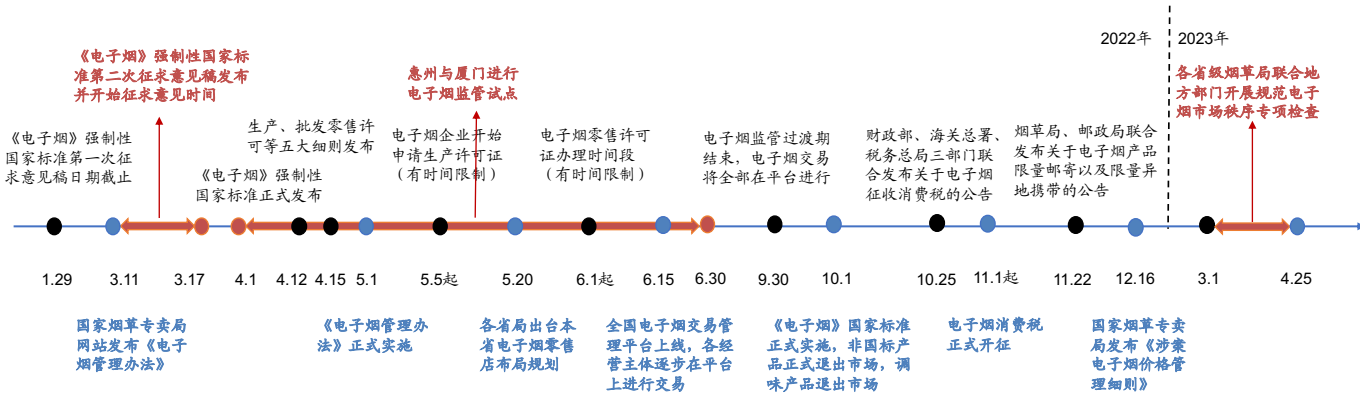 2022年
2023年
《电子烟》强制性国家标
准第二次征求意见稿发布
并开始征求意见时间
惠州与厦门进行
电子烟监管试点
各省级烟草局联合地
方部门开展规范电子
烟市场秩序专项检查
《电子烟》强制性
国家标准第一次征
求意见稿日期截止
生产、批发零售许
可等五大细则发布
《电子烟》强制性
国家标准正式发布
电子烟企业开始
申请生产许可证
（有时间限制）
电子烟零售许可
证办理时间段
（有时间限制）
电子烟监管过渡期
结束，电子烟交易
将全部在平台进行
财政部、海关总署、
税务总局三部门联
合发布关于电子烟
征收消费税的公告
烟草局、邮政局联合
发布关于电子烟产品
限量邮寄以及限量异
地携带的公告
1.29
3.11
3.17
4.1
4.12
4.15
5.1
5.5起
5.20
6.1起
6.15
6.30
9.30
10.1
10.25
11.1起
11.22
12.16
3.1
4.25
国家烟草专卖局
网站发布《电子
烟管理办法》
《电子烟管理办
法》正式实施
各省局出台本
省电子烟零售
店布局规划
全国电子烟交易管
理平台上线，各经
营主体逐步在平台
上进行交易
《电子烟》国家标准
正式实施，非国标产
品正式退出市场，调
味产品退出市场
电子烟消费税
正式开征
国家烟草专卖
局发布《涉案
电子烟价格管
理细则》